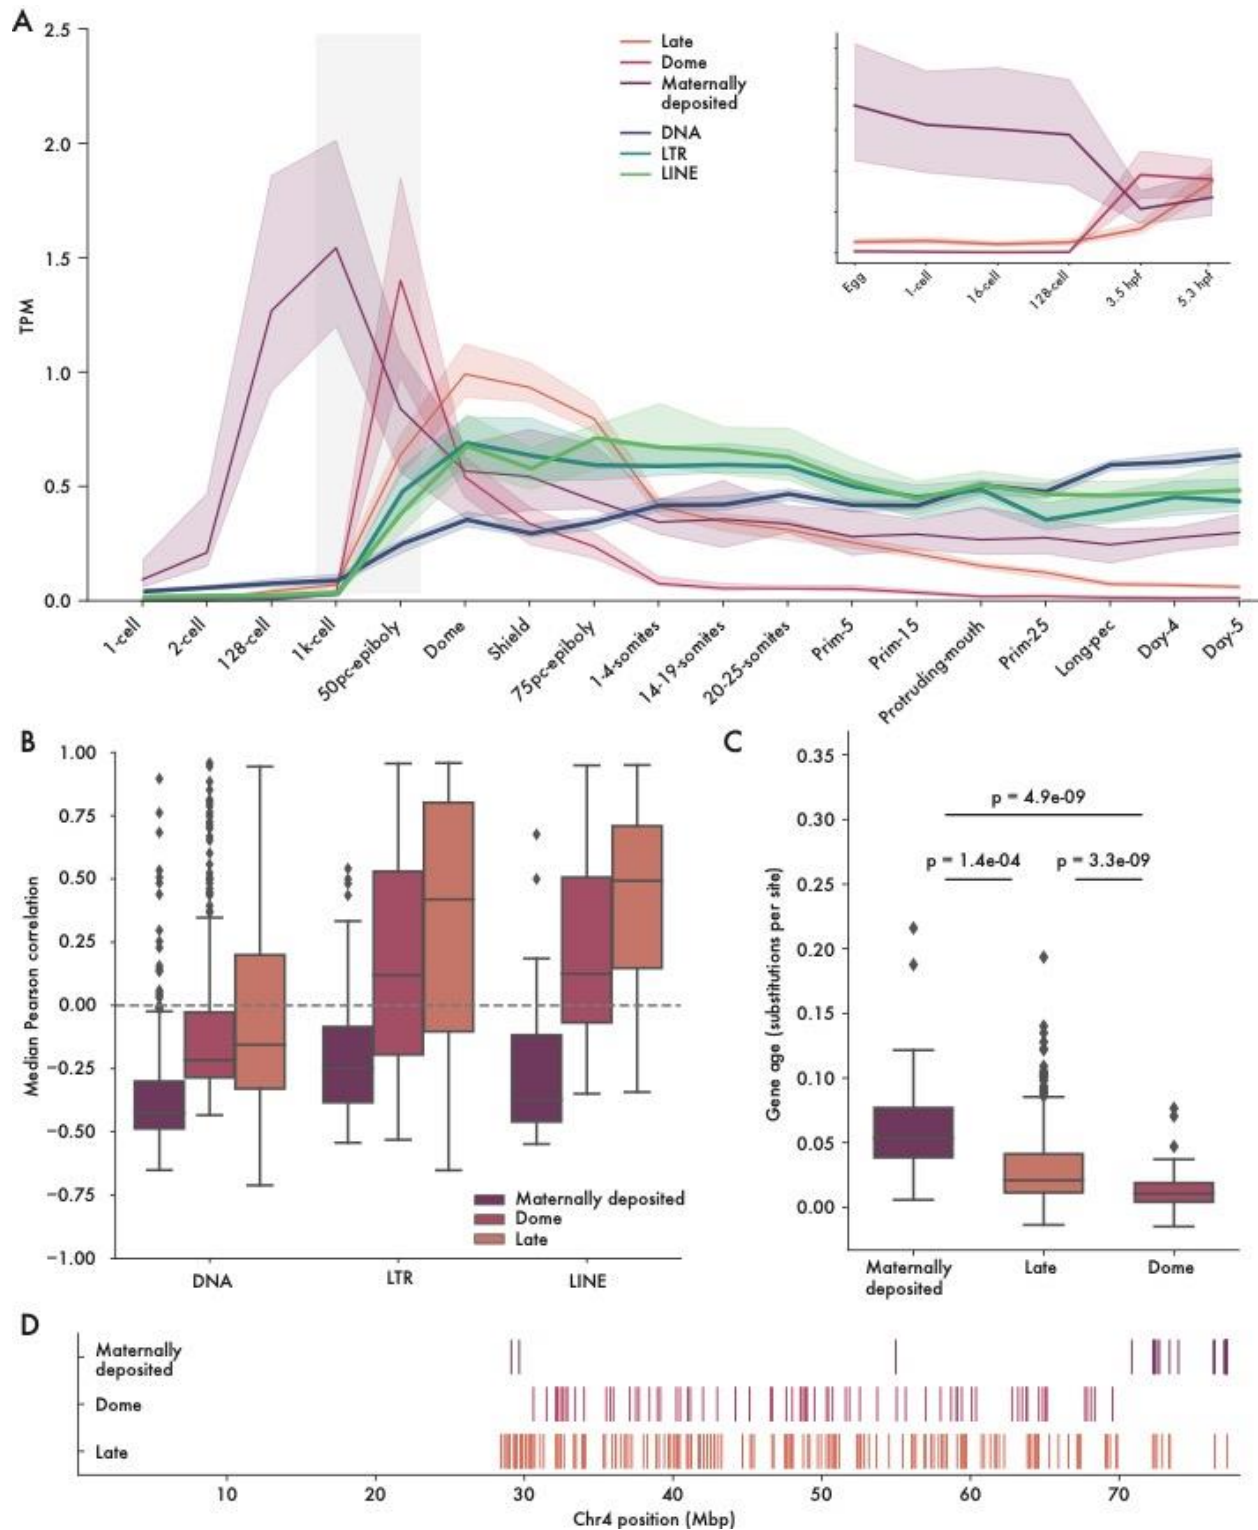 A
2.5
2.0
1.5
1.0
0.5
0.0
TPM
Late
Dome
Maternally
deposited
DNA
LTR
LINE
Egg
1-cell
16-cell
128-cell
3.5 hpf
5.3 hpf
1-cell
2-cell
128-cell
1k-cell
50pc-epiboly
Dome
Shield
75pc-epiboly
1-4-somites
14-19-somites
20-25-somites
Prim-5
Prim-15
Protruding-mouth
Prim-25
Long-pec
Day-4
Day-5
B
1.00
0.75
0.50
0.25
0.00
−0.25
−0.50
−0.75
−1.00
Median Pearson correlation
Maternally deposited
Dome
Late
DNA
LTR
LINE
C
0.35
0.30
0.25
0.20
0.15
0.10
0.05
0.00
Gene age (substitutions per site)
p = 4.9e-09
p = 1.4e-04
p = 3.3e-09
Maternally
deposited
Late
Dome
D
Maternally
deposited
Dome
Late
10
20
30
40
50
60
70
Chr4 position (Mbp)